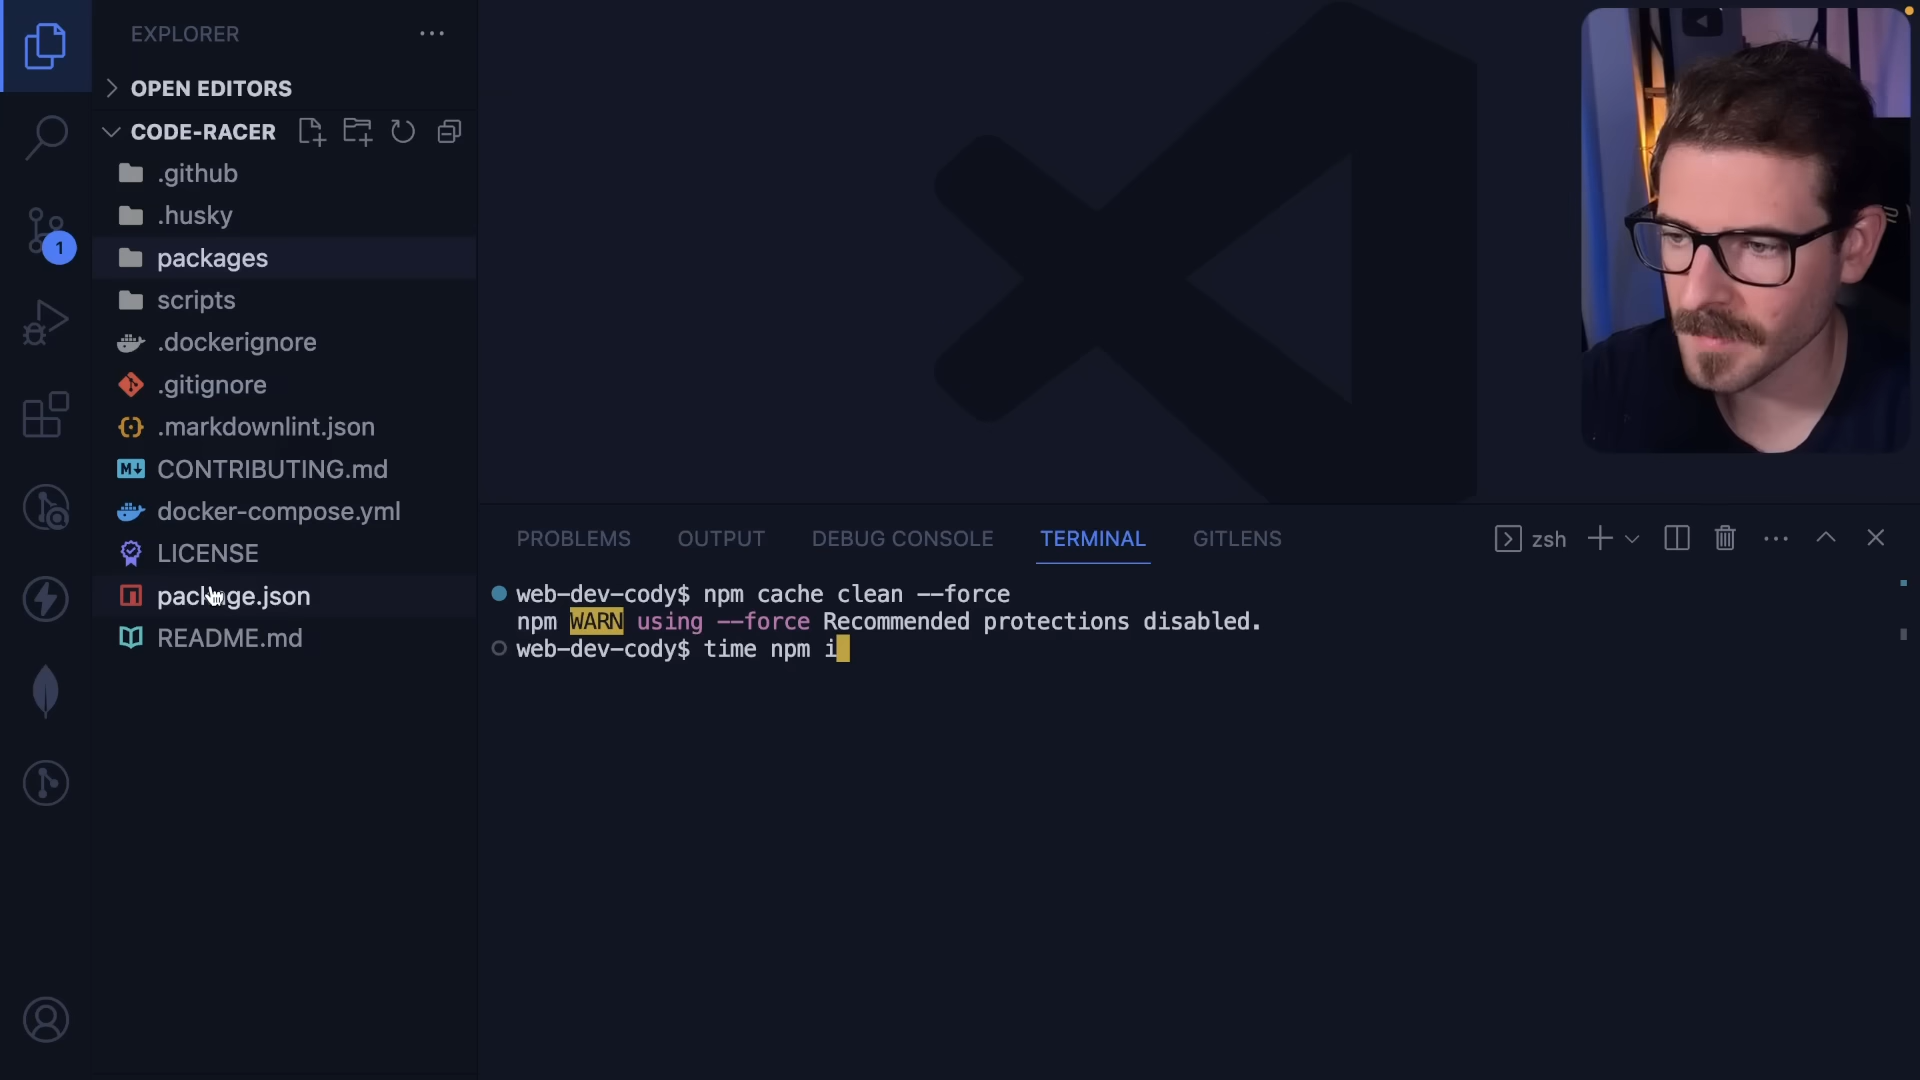 EXPLORER
OPEN EDITORS
CODE-RACER
.github
.husky
1
packages
scripts
.dockerignore
.gitignore
.markdownlint.json
CONTRIBUTING.md
docker-compose.yml
LICENSE
package.json
README.md
PROBLEMS OUTPUT DEBUG CONSOLE TERMINAL GITLENS zsh
web-dev-cody$ npm cache clean --force
npm WARN using --force Recommended protections disabled.
web-dev-cody$ time npm i